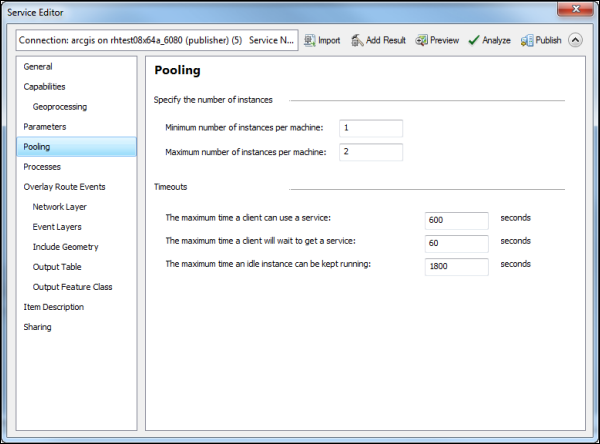 Service Editor
Connection: arcgis on rhtest08x64a_6080 (publisher) (5) Service N... Import Add Result Preview Analyze Publish
General
Capabilities
Geoprocessing
Parameters
Pooling
Processes
Overlay Route Events
Network Layer
Event Layers
Include Geometry
Output Table
Output Feature Class
Item Description
Sharing
Pooling
Specify the number of instances
Minimum number of instances per machine: 1
Maximum number of instances per machine: 2
Timeouts
The maximum time a client can use a service: 600 seconds
The maximum time a client will wait to get a service: 60 seconds
The maximum time an idle instance can be kept running: 1800 seconds